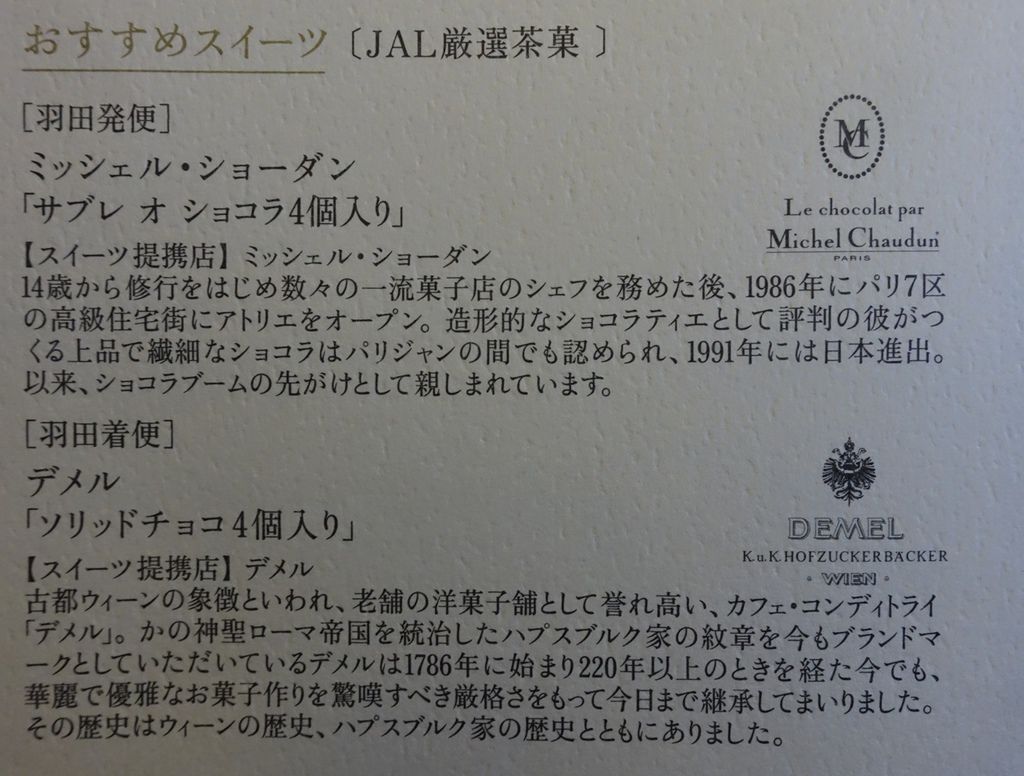 おすすめスイーツ〔JAL厳選茶菓 〕
［羽田発便］
ミッシェル・ショーダン
「サブレ オ ショコラ4個入り」
MC
Le chocolat par
Michel Chaudun
PARIS
【スイーツ提携店】ミッシェル・ショーダン
14歳から修行をはじめ数々の一流菓子店のシェフを務めた後、1986年にパリ7区
の高級住宅街にアトリエをオープン。造形的なショコラティエとして評判の彼がつ
くる上品で繊細なショコラはパリジャンの間でも認められ、1991年には日本進出。
以来、ショコラブームの先がけとして親しまれています。
［羽田着便］
デメル
「ソリッドチョコ4個入り」
DEMEL
K.u.K.HOFZUCKERBÄCKER
・WIEN・
【スイーツ提携店】デメル
古都ウィーンの象徴といわれ、老舗の洋菓子舗として誉れ高い、カフェ・コンディトライ
「デメル」。かの神聖ローマ帝国を統治したハプスブルク家の紋章を今もブランドマ
ークとしていただいているデメルは1786年に始まり220年以上のときを経た今でも、
華麗で優雅なお菓子作りを驚嘆すべき厳格さをもって今日まで継承してまいりました。
その歴史はウィーンの歴史、ハプスブルク家の歴史とともにありました。